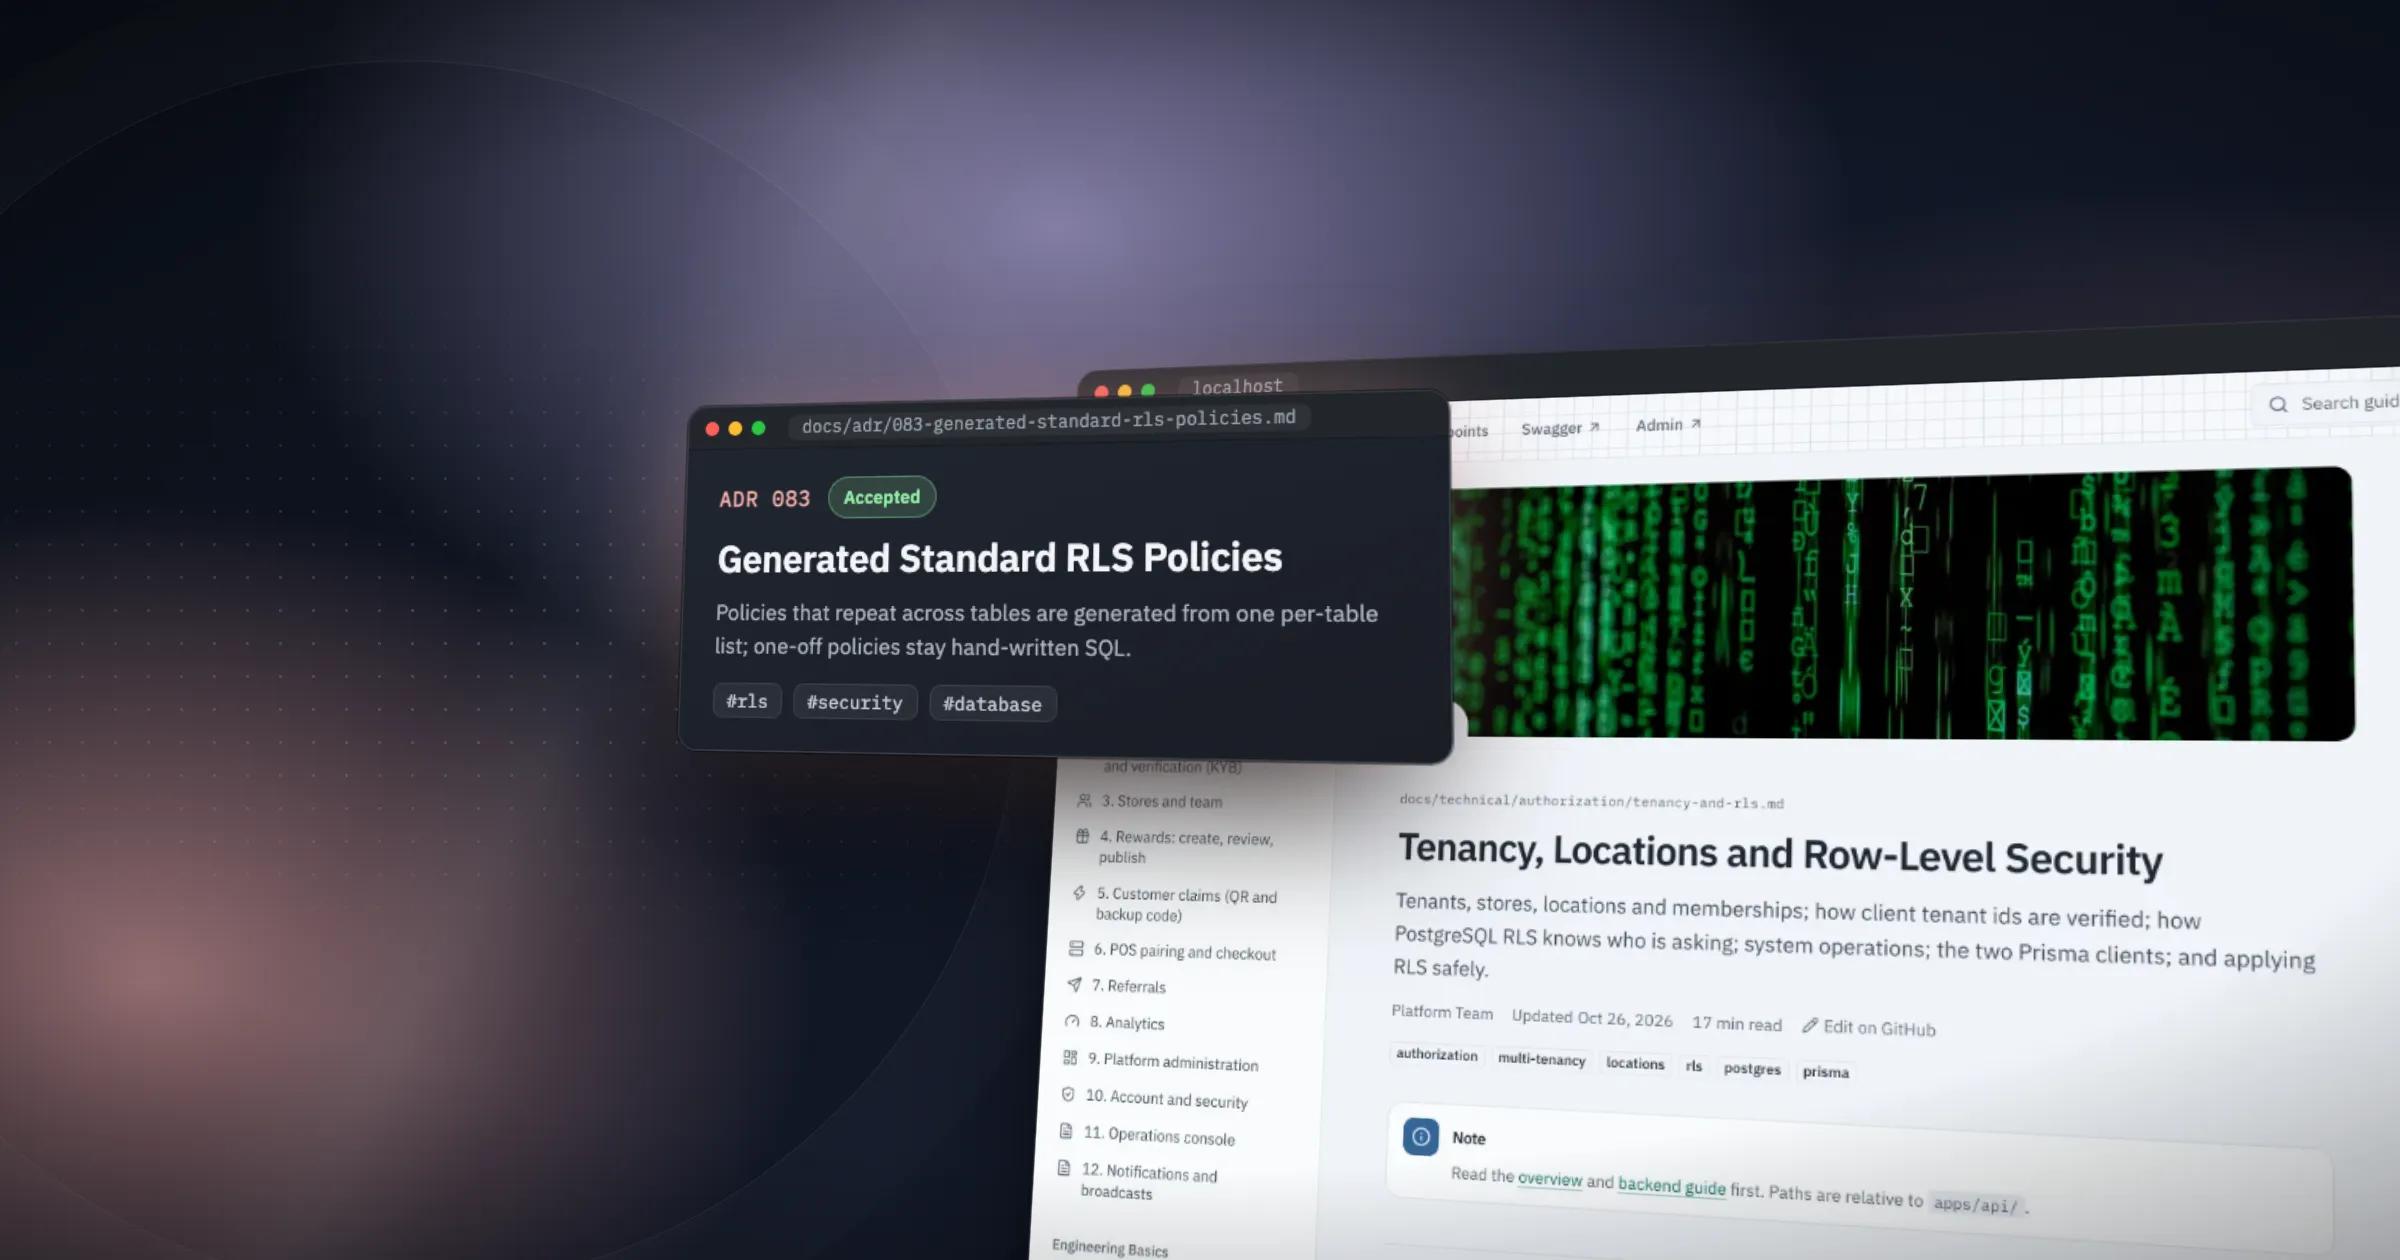 localhost
docs/adr/083-generated-standard-rls-policies.md
ADR 083
Accepted
Generated Standard RLS Policies
Policies that repeat across tables are generated from one per-table
list; one-off policies stay hand-written SQL.
#rls #security #database
Swagger Admin
Search
and verification (KYB)
3. Stores and team
4. Rewards: create, review,
publish
5. Customer claims (QR and
backup code)
6. POS pairing and checkout
7. Referrals
8. Analytics
9. Platform administration
10. Account and security
11. Operations console
12. Notifications and
broadcasts
Engineering Basics
docs/technical/authorization/tenancy-and-rls.md
Tenancy, Locations and Row-Level Security
Tenants, stores, locations and memberships; how client tenant ids are verified; how
PostgreSQL RLS knows who is asking; system operations; the two Prisma clients; and applying
RLS safely.
Platform Team Updated Oct 26, 2026 17 min read Edit on GitHub
authorization multi-tenancy locations rls postgres prisma
Note
Read the overview and backend guide first. Paths are relative to apps/api/ .